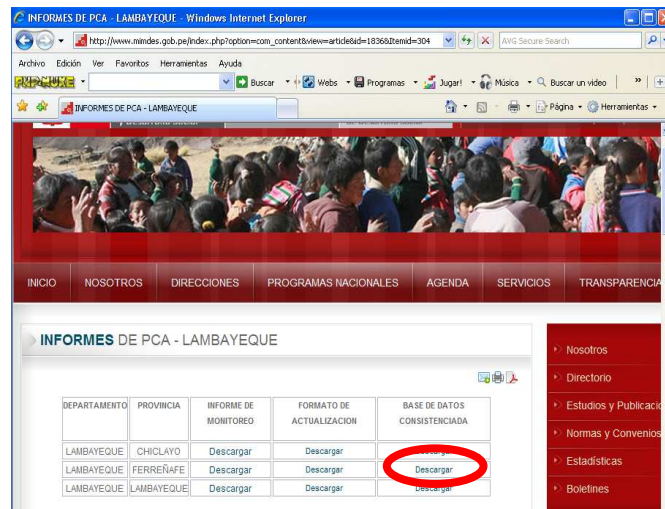 INFORMES DE PCA - LAMBAYEQUE - Windows Internet Explorer
http://www.mimdes.gob.pe/index.php?option=com_content&view=article&id=1836&Itemid=304
AVG Secure Search
Archivo Edición Ver Favoritos Herramientas Ayuda
Buscar Webs Programas Jugar! Música Buscar un video »
INFORMES DE PCA - LAMBAYEQUE
Página Herramientas
INICIO NOSOTROS DIRECCIONES PROGRAMAS NACIONALES AGENDA SERVICIOS TRANSPARENCIA
INFORMES DE PCA - LAMBAYEQUE
DEPARTAMENTO PROVINCIA INFORME DE MONITOREO FORMATO DE ACTUALIZACION BASE DE DATOS CONSISTENCIADA
LAMBAYEQUE CHICLAYO Descargar Descargar Descargar
LAMBAYEQUE FERREÑAFE Descargar Descargar Descargar
LAMBAYEQUE LAMBAYEQUE Descargar Descargar Descargar
Nosotros
Directorio
Estudios y Publicacio
Normas y Convenios
Estadísticas
Boletines